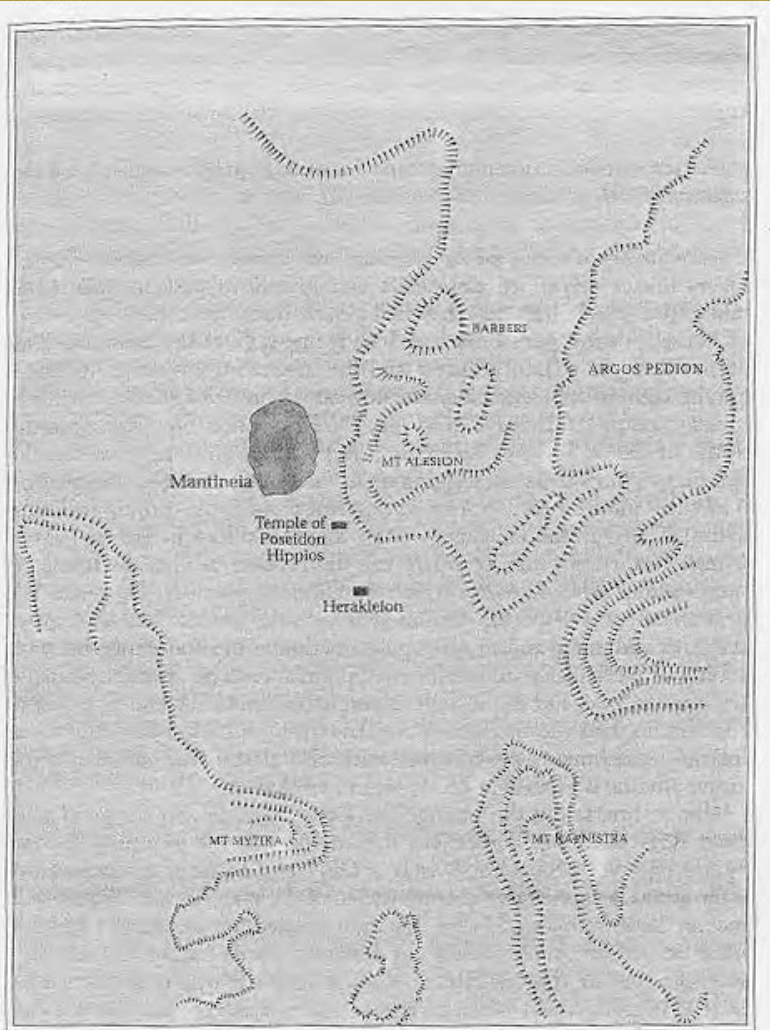 BARBERI
ARGOS PEDION
MT ALESION
Mantineia
Temple of
Poseidon
Hippios
Herakleion
MT MYTIKA
MT KAPNISTRA